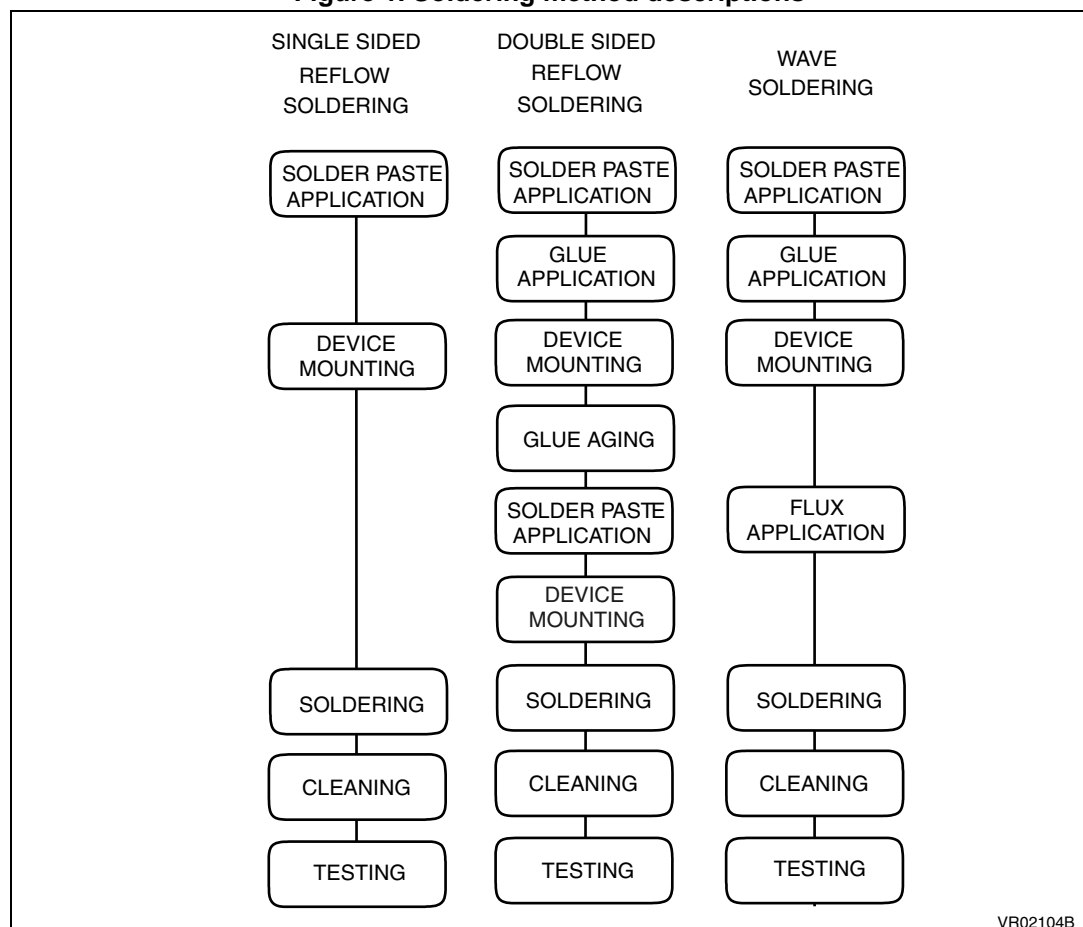 Figure 1. Soldering method descriptions
SINGLE SIDED
REFLOW
SOLDERING
SOLDER PASTE
APPLICATION
DEVICE
MOUNTING
SOLDERING
CLEANING
TESTING
DOUBLE SIDED
REFLOW
SOLDERING
SOLDER PASTE
APPLICATION
GLUE
APPLICATION
DEVICE
MOUNTING
GLUE AGING
SOLDER PASTE
APPLICATION
DEVICE
MOUNTING
SOLDERING
CLEANING
TESTING
WAVE
SOLDERING
SOLDER PASTE
APPLICATION
GLUE
APPLICATION
DEVICE
MOUNTING
FLUX
APPLICATION
SOLDERING
CLEANING
TESTING
VR02104B